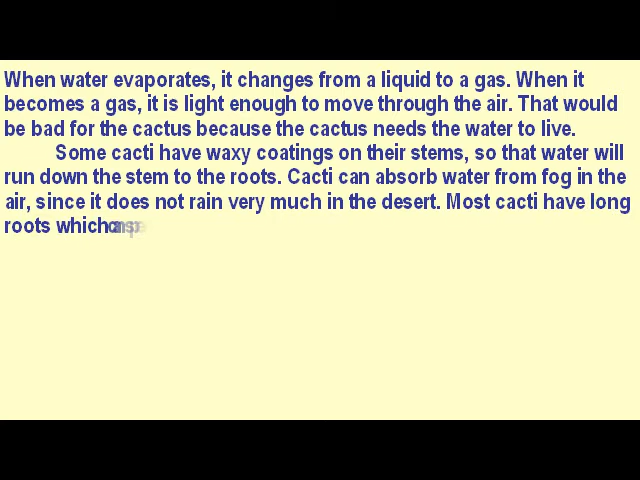 When water evaporates, it changes from a liquid to a gas. When it
becomes a gas, it is light enough to move through the air. That would
be bad for the cactus because the cactus needs the water to live.
Some cacti have waxy coatings on their stems, so that water will
run down the stem to the roots. Cacti can absorb water from fog in the
air, since it does not rain very much in the desert. Most cacti have long
roots which